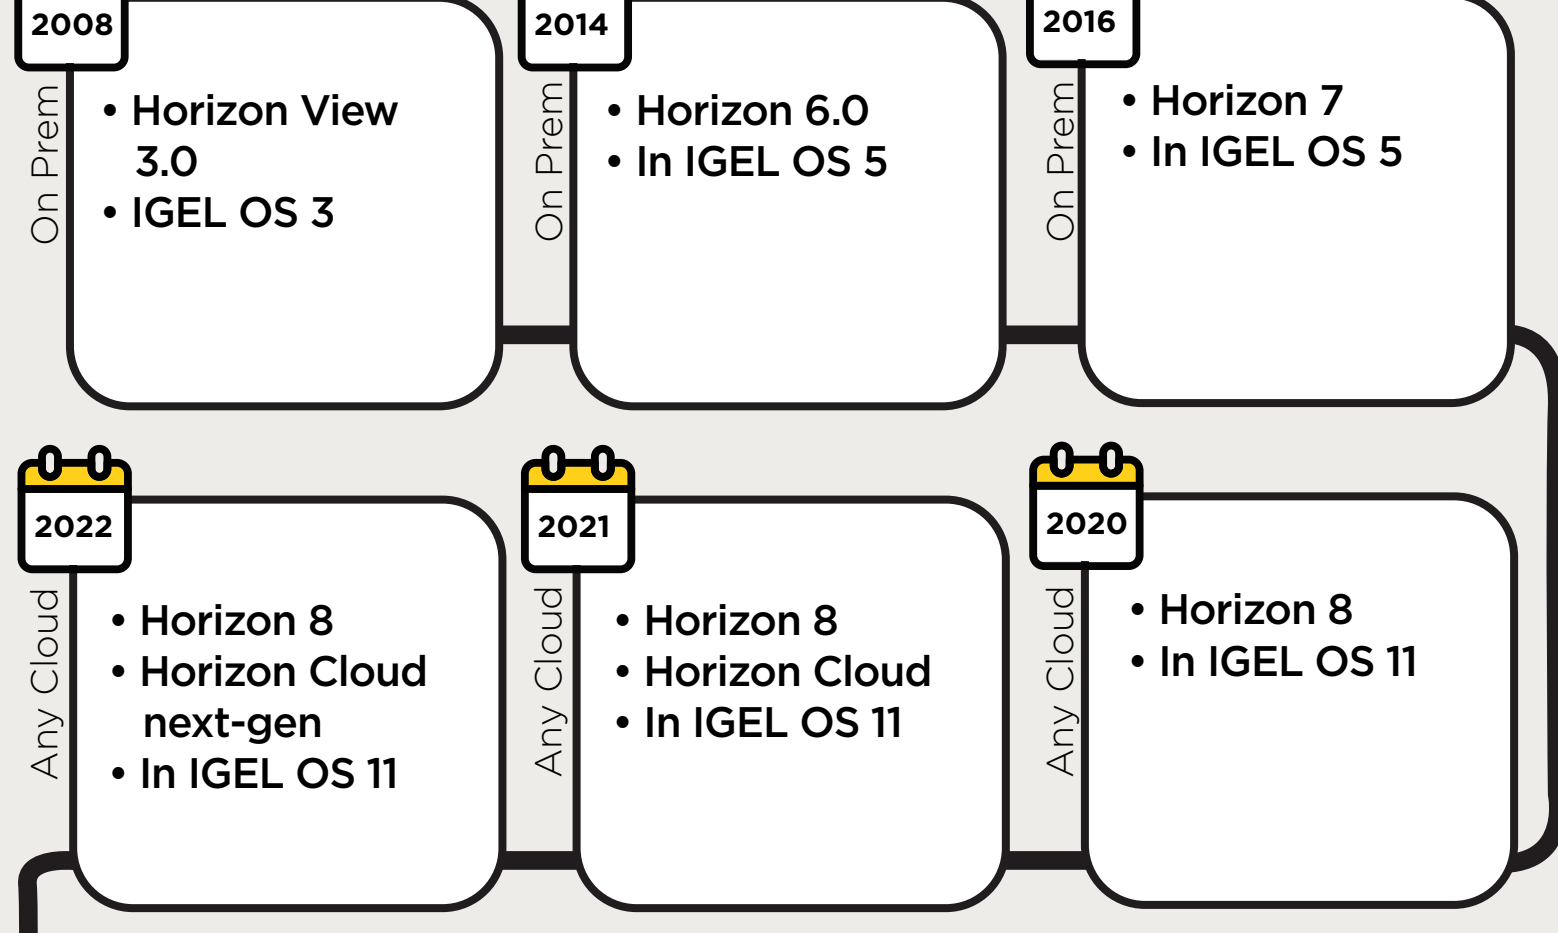 2008
On Prem
• Horizon View
3.0
• IGEL OS 3
2014
On Prem
• Horizon 6.0
• In IGEL OS 5
2016
On Prem
• Horizon 7
• In IGEL OS 5
2022
Any Cloud
• Horizon 8
• Horizon Cloud
next-gen
• In IGEL OS 11
2021
Any Cloud
• Horizon 8
• Horizon Cloud
• In IGEL OS 11
2020
Any Cloud
• Horizon 8
• In IGEL OS 11